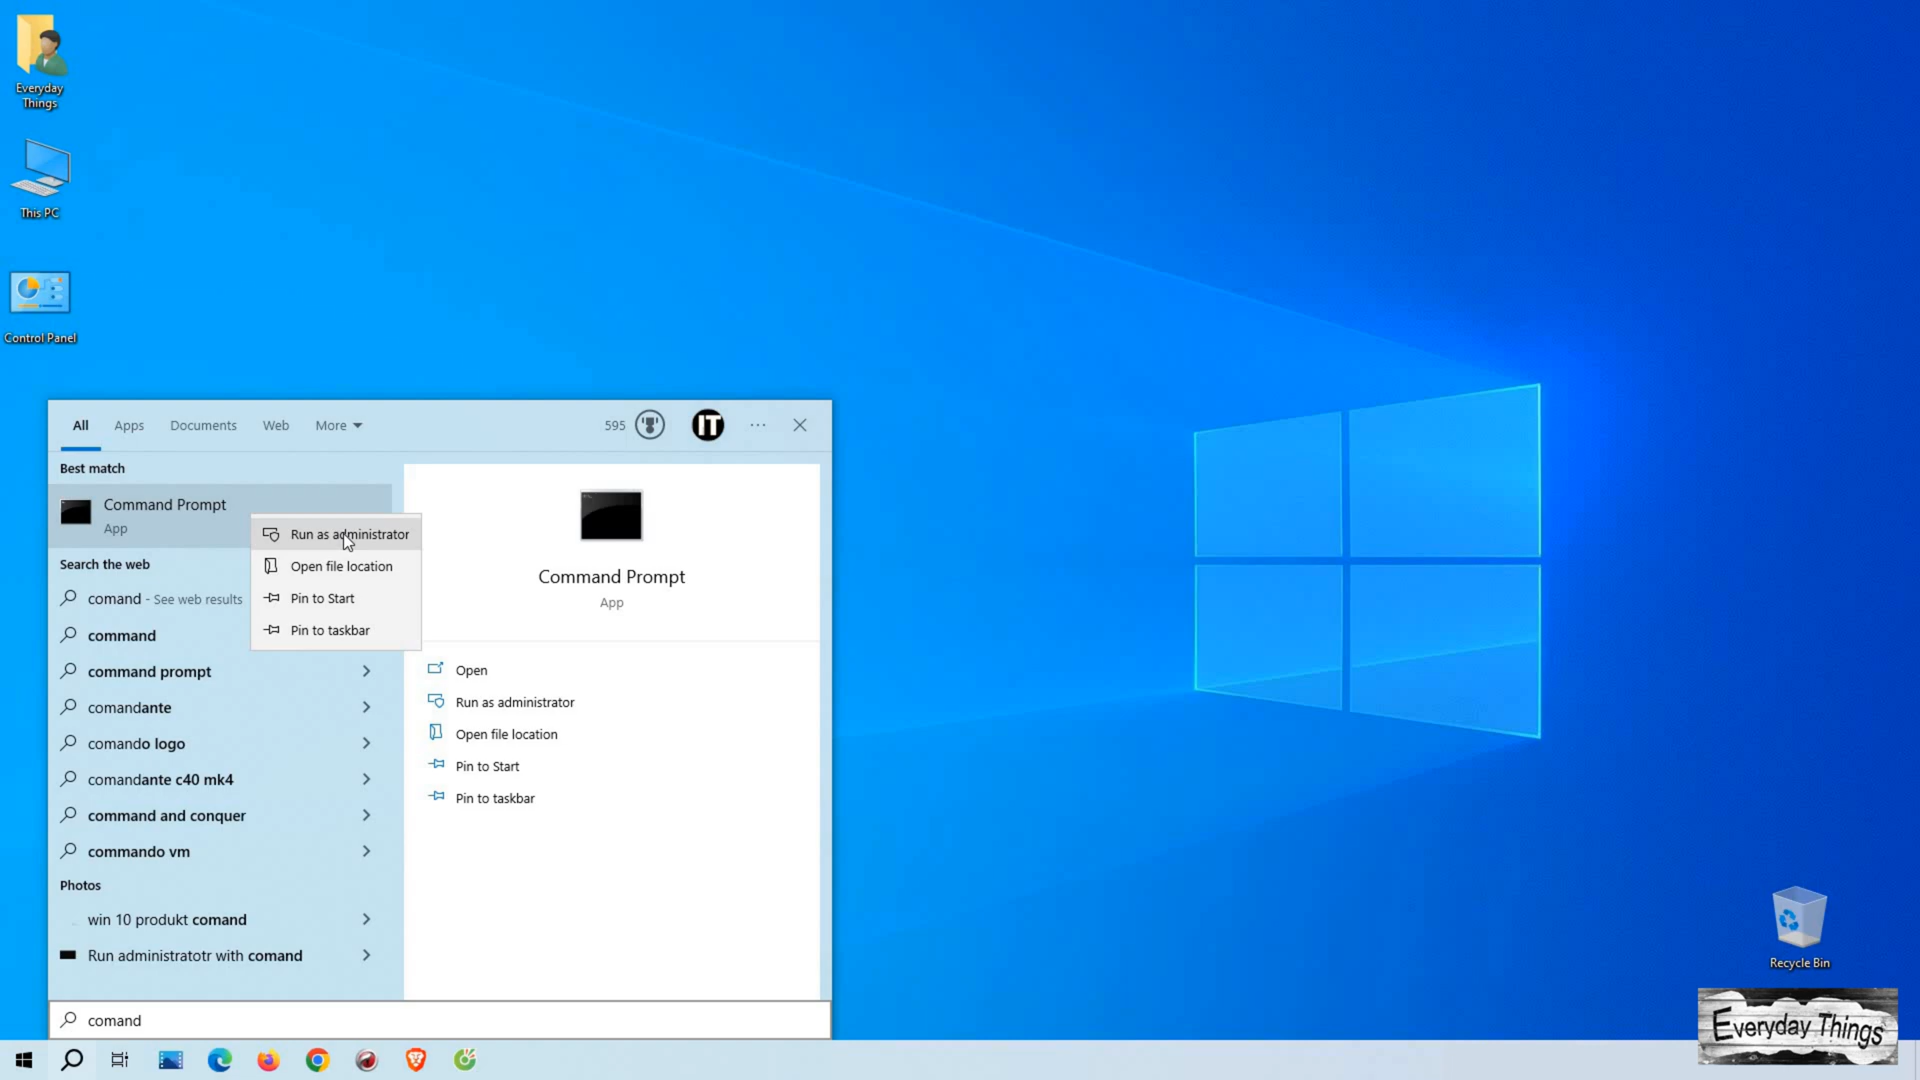 Everyday
Things
This PC
Control Panel
All
Apps
Documents
Web
More
595
IT
Best match
Command Prompt
App
Run as administrator
Open file location
Pin to Start
Pin to taskbar
Search the web
comand - See web results
command
command prompt
comandante
comando logo
comandante c40 mk4
command and conquer
commando vm
Photos
win 10 produkt comand
Run administratotr with comand
Command Prompt
App
Open
Run as administrator
Open file location
Pin to Start
Pin to taskbar
comand
Recycle Bin
Everyday Things